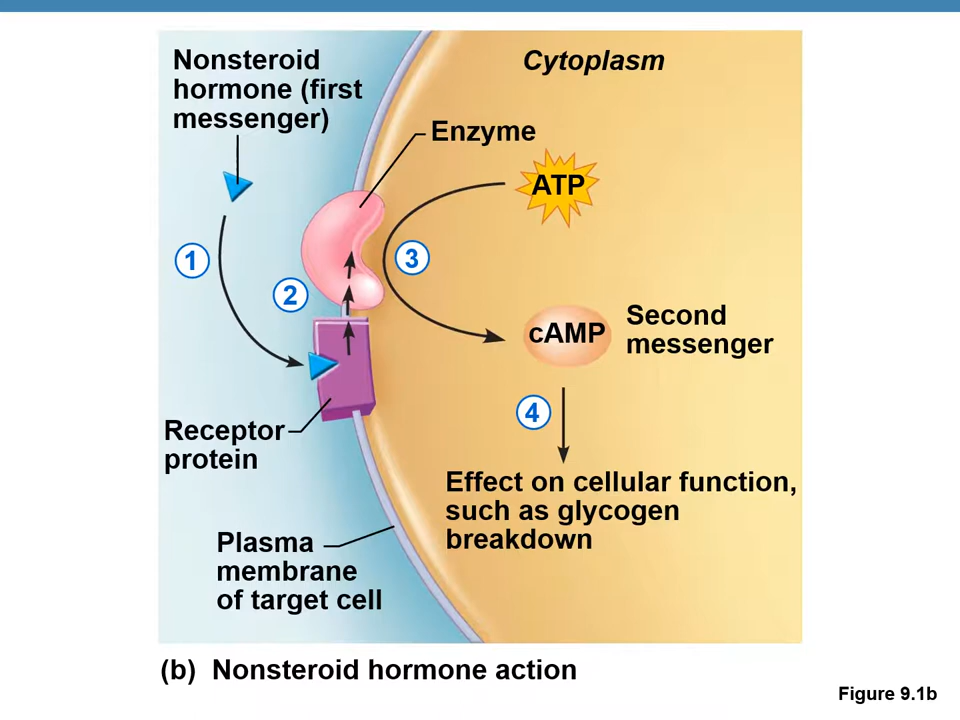 Nonsteroid
hormone (first
messenger)
Cytoplasm
Enzyme
ATP
1
3
2
cAMP
Second
messenger
4
Receptor
protein
Effect on cellular function,
such as glycogen
breakdown
Plasma
membrane
of target cell
(b) Nonsteroid hormone action
Figure 9.1b